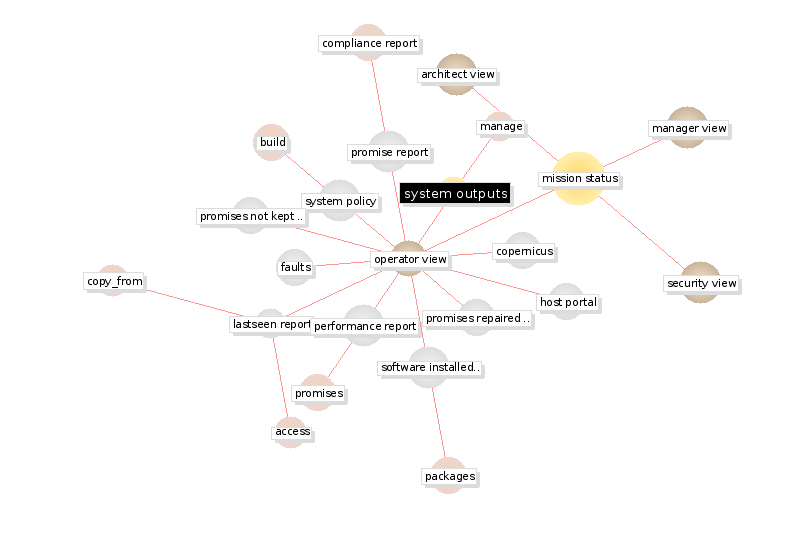 compliance report
architect view
manage
manager view
build
promise report
mission status
system outputs
system policy
promises not kept ..
copernicus
operator view
faults
copy_from
security view
host portal
lastseen report
performance report
promises repaired ..
software installed..
promises
access
packages